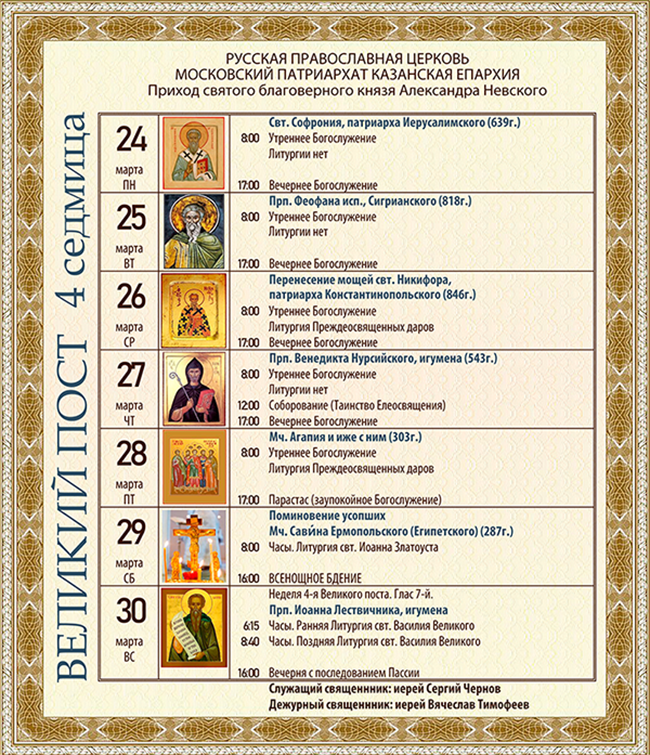 РУССКАЯ ПРАВОСЛАВНАЯ ЦЕРКОВЬ
МОСКОВСКИЙ ПАТРИАРХАТ КАЗАНСКАЯ ЕПАРХИЯ
Приход святого благоверного князя Александра Невского
ВЕЛИКИЙ ПОСТ 4 седмица
24
марта
ПН
Свт. Софрония, патриарха Иерусалимского (639г.)
8:00 Утреннее Богослужение
Литургии нет
17:00 Вечернее Богослужение
25
марта
ВТ
Прп. Феофана исп., Сигрианского (818г.)
8:00 Утреннее Богослужение
Литургии нет
17:00 Вечернее Богослужение
26
марта
СР
Перенесение мощей свт. Никифора,
патриарха Константинопольского (846г.)
8:00 Утреннее Богослужение
Литургия Преждеосвященных даров
17:00 Вечернее Богослужение
27
марта
ЧТ
Прп. Венедикта Нурсийского, игумена (543г.)
8:00 Утреннее Богослужение
Литургии нет
12:00 Соборование (Таинство Елеосвящения)
17:00 Вечернее Богослужение
28
марта
ПТ
Мч. Агапия и иже с ним (303г.)
8:00 Утреннее Богослужение
Литургия Преждеосвященных даров
17:00 Парастас (заупокойное Богослужение)
29
марта
СБ
Поминовение усопших
Мч. Сави́на Ермопольского (Египетского) (287г.)
8:00 Часы. Литургия свт. Иоанна Златоуста
16:00 ВСЕНОЩНОЕ БДЕНИЕ
30
марта
ВС
Неделя 4-я Великого поста. Глас 7-й.
Прп. Иоанна Лествичника, игумена
6:15 Часы. Ранняя Литургия свт. Василия Великого
8:40 Часы. Поздняя Литургия свт. Василия Великого
16:00 Вечерня с последованием Пассии
Служащий священнник: иерей Сергий Чернов
Дежурный священнник: иерей Вячеслав Тимофеев